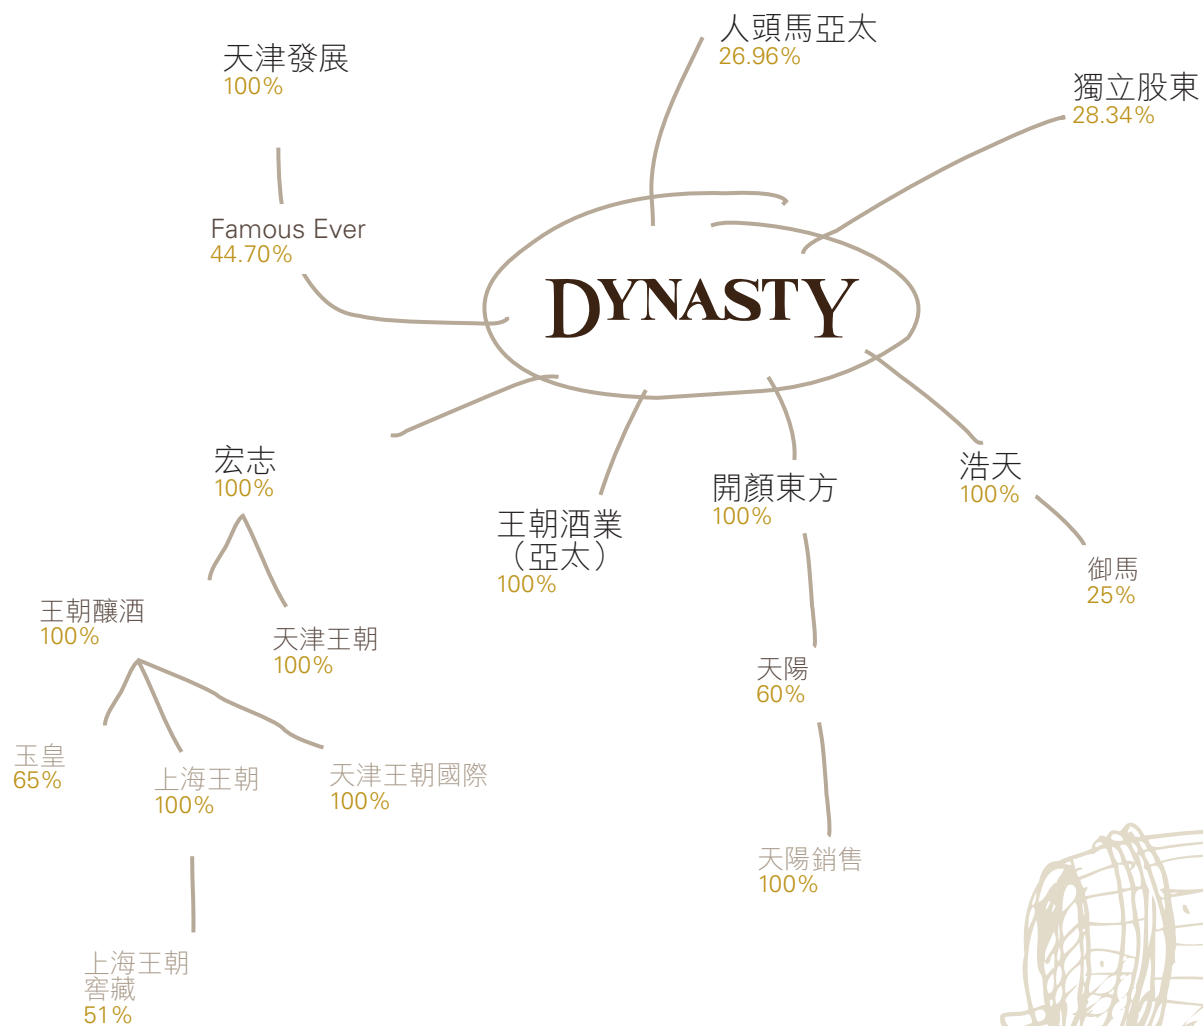 天津發展
100%
人頭馬亞太
26.96%
獨立股東
28.34%
Famous Ever
44.70%
DYNASTY
宏志
100%
王朝酒業
（亞太）
100%
開顏東方
100%
浩天
100%
御馬
25%
王朝釀酒
100%
天津王朝
100%
天陽
60%
玉皇
65%
上海王朝
100%
天津王朝國際
100%
天陽銷售
100%
上海王朝
窖藏
51%